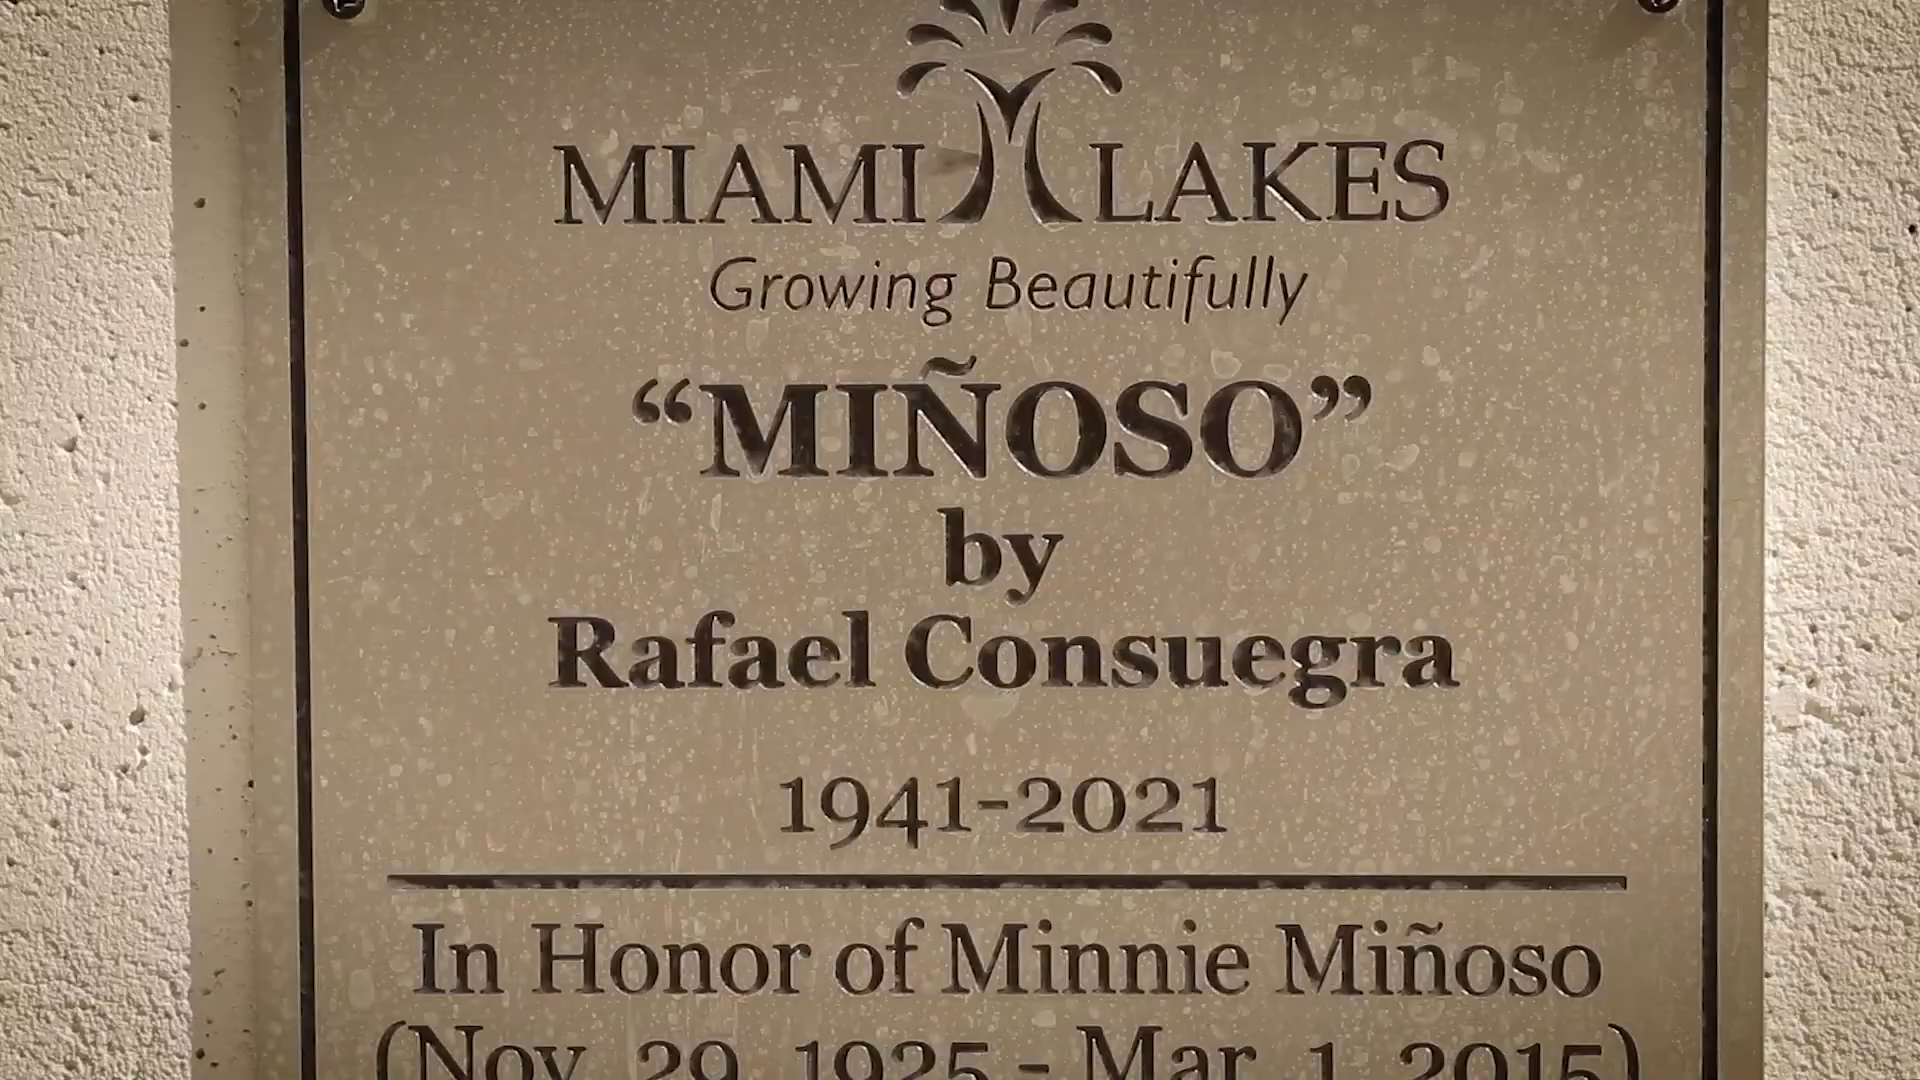 MIAMI LAKES
Growing Beautifully
“MIÑOSO”
by
Rafael Consuegra
1941-2021
In Honor of Minnie Miñoso
(Nov. 29, 1925 - Mar. 1, 2015)